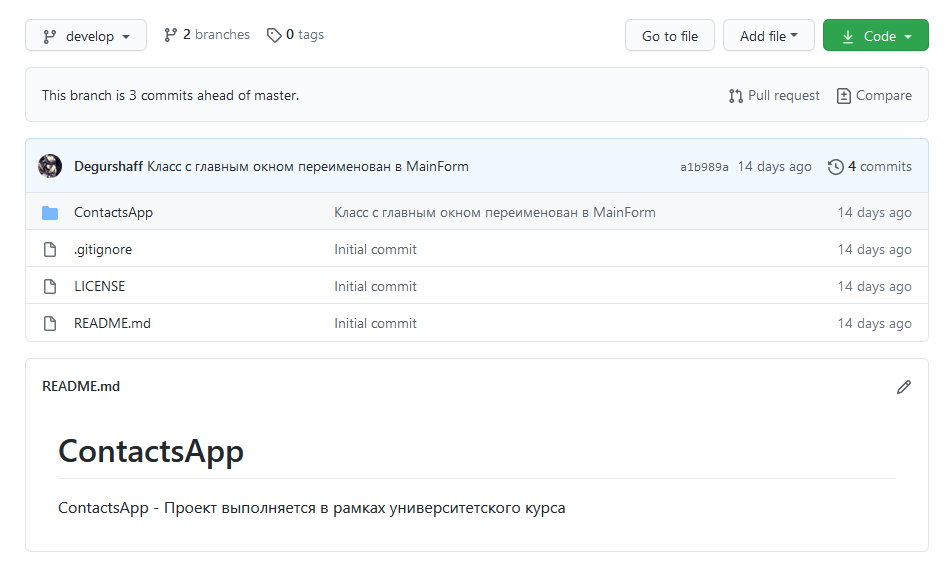 develop 2 branches 0 tags Go to file Add file Code
This branch is 3 commits ahead of master. Pull request Compare
Degurshaff Класс с главным окном переименован в MainForm a1b989a 14 days ago 4 commits
ContactsApp Класс с главным окном переименован в MainForm 14 days ago
.gitignore Initial commit 14 days ago
LICENSE Initial commit 14 days ago
README.md Initial commit 14 days ago
README.md
ContactsApp
ContactsApp - Проект выполняется в рамках университетского курса